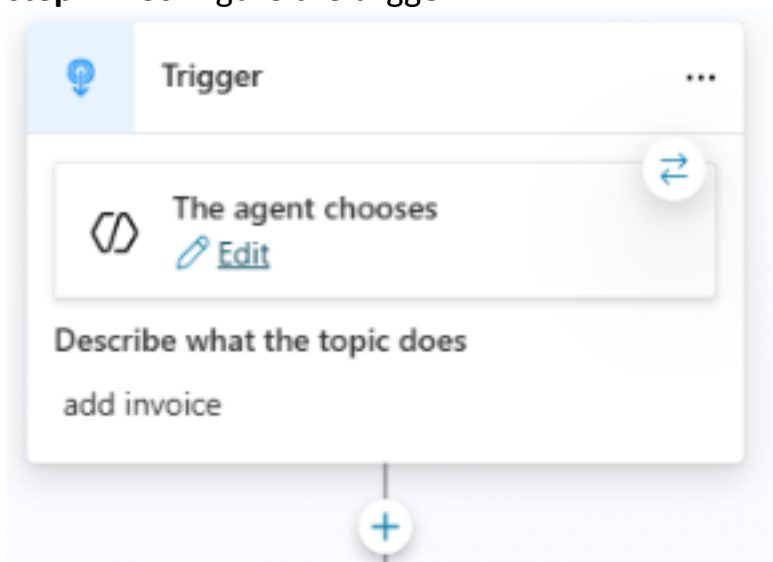 Trigger
The agent chooses
Edit
Describe what the topic does
add invoice